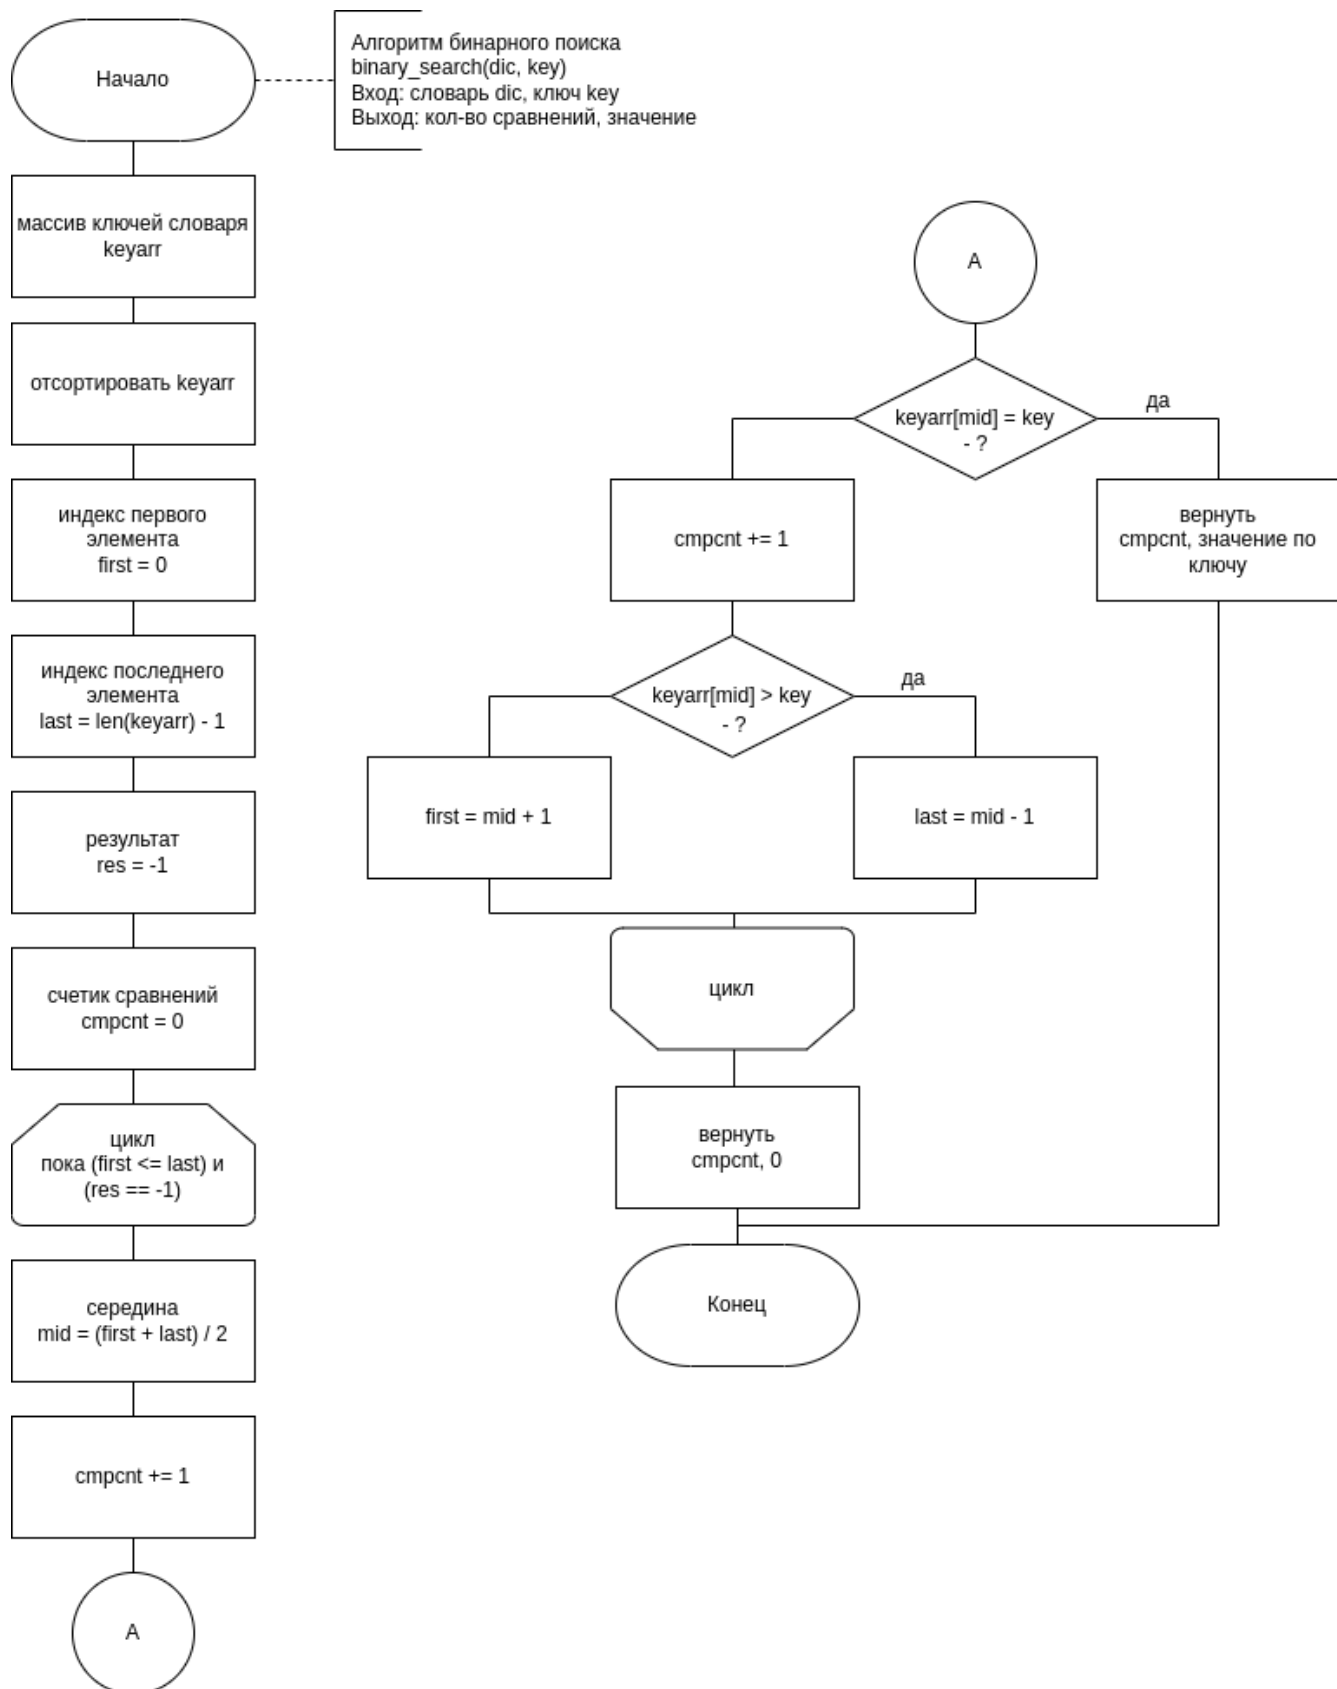 Начало
Алгоритм бинарного поиска
binary_search(dic, key)
Вход: словарь dic, ключ key
Выход: кол-во сравнений, значение
массив ключей словаря
keyarr
отсортировать keyarr
индекс первого
элемента
first = 0
индекс последнего
элемента
last = len(keyarr) - 1
результат
res = -1
счетик сравнений
cmpcnt = 0
цикл
пока (first <= last) и
(res == -1)
середина
mid = (first + last) / 2
cmpcnt += 1
A
A
keyarr[mid] = key
- ?
да
cmpcnt += 1
вернуть
cmpcnt, значение по
ключу
keyarr[mid] > key
- ?
да
first = mid + 1
last = mid - 1
цикл
вернуть
cmpcnt, 0
Конец